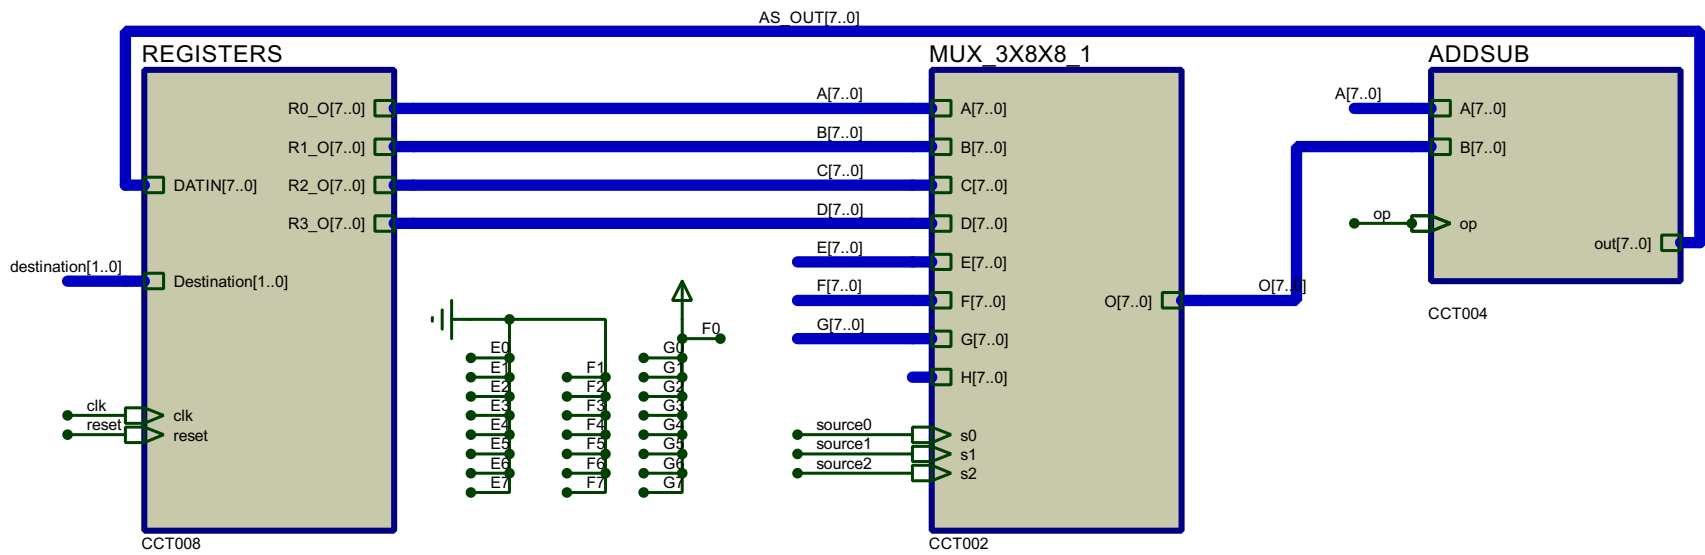 AS_OUT[7..0]
REGISTERS
MUX_3X8X8_1
ADDSUB
R0_O[7..0]
A[7..0]
A[7..0]
A[7..0]
A[7..0]
R1_O[7..0]
B[7..0]
B[7..0]
B[7..0]
DATIN[7..0]
R2_O[7..0]
C[7..0]
C[7..0]
R3_O[7..0]
D[7..0]
D[7..0]
op
op
out[7..0]
destination[1..0]
Destination[1..0]
E[7..0]
E[7..0]
F[7..0]
F[7..0]
O[7..0]
O[7..0]
CCT004
F0
G[7..0]
G[7..0]
E0
G0
E1
F1
G1
H[7..0]
E2
F2
G2
clk
clk
E3
F3
G3
reset
reset
E4
F4
G4
source0
s0
E5
F5
G5
source1
s1
E6
F6
G6
source2
s2
E7
F7
G7
CCT008
CCT002